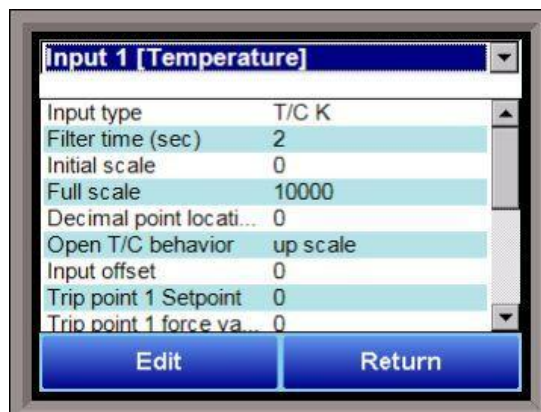 Input 1 [Temperature]
Input type T/C K
Filter time (sec) 2
Initial scale 0
Full scale 10000
Decimal point locati... 0
Open T/C behavior up scale
Input offset 0
Trip point 1 Setpoint 0
Trip point 1 force va... 0
Edit Return